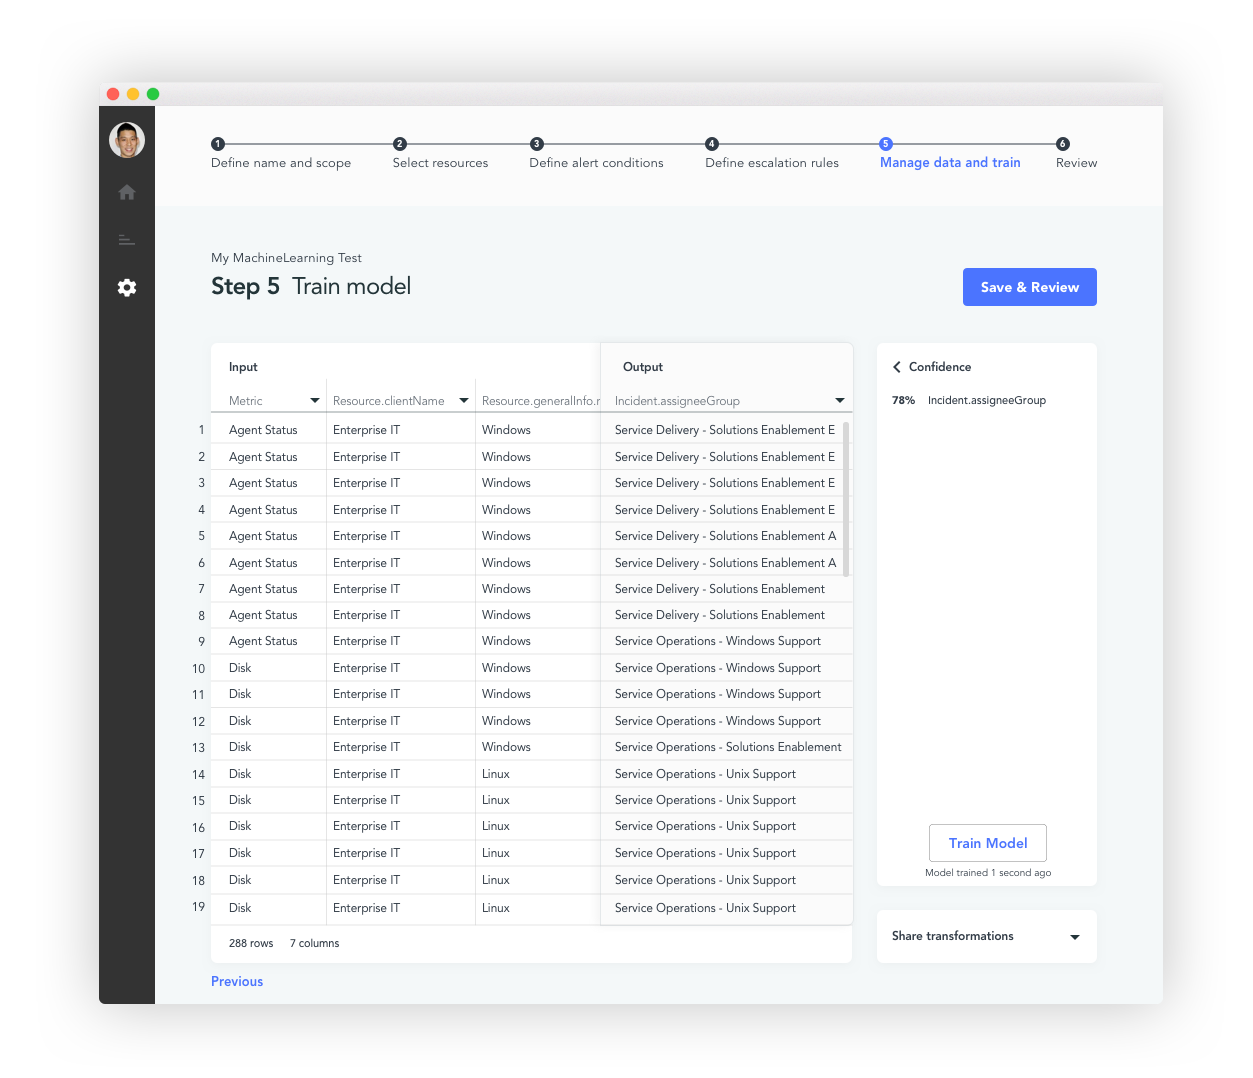 1 2 3 4 5 6
Define name and scope Select resources Define alert conditions Define escalation rules Manage data and train Review
My MachineLearning Test
Step 5 Train model
Save & Review
Input Output
Metric Resource.clientName Resource.generalInfo.r Incident.assigneeGroup
1 Agent Status Enterprise IT Windows Service Delivery - Solutions Enablement E
2 Agent Status Enterprise IT Windows Service Delivery - Solutions Enablement E
3 Agent Status Enterprise IT Windows Service Delivery - Solutions Enablement E
4 Agent Status Enterprise IT Windows Service Delivery - Solutions Enablement E
5 Agent Status Enterprise IT Windows Service Delivery - Solutions Enablement A
6 Agent Status Enterprise IT Windows Service Delivery - Solutions Enablement A
7 Agent Status Enterprise IT Windows Service Delivery - Solutions Enablement
8 Agent Status Enterprise IT Windows Service Delivery - Solutions Enablement
9 Agent Status Enterprise IT Windows Service Operations - Windows Support
10 Disk Enterprise IT Windows Service Operations - Windows Support
11 Disk Enterprise IT Windows Service Operations - Windows Support
12 Disk Enterprise IT Windows Service Operations - Windows Support
13 Disk Enterprise IT Windows Service Operations - Solutions Enablement
14 Disk Enterprise IT Linux Service Operations - Unix Support
15 Disk Enterprise IT Linux Service Operations - Unix Support
16 Disk Enterprise IT Linux Service Operations - Unix Support
17 Disk Enterprise IT Linux Service Operations - Unix Support
18 Disk Enterprise IT Linux Service Operations - Unix Support
19 Disk Enterprise IT Linux Service Operations - Unix Support
288 rows 7 columns
Previous
Confidence
78% Incident.assigneeGroup
Train Model
Model trained 1 second ago
Share transformations